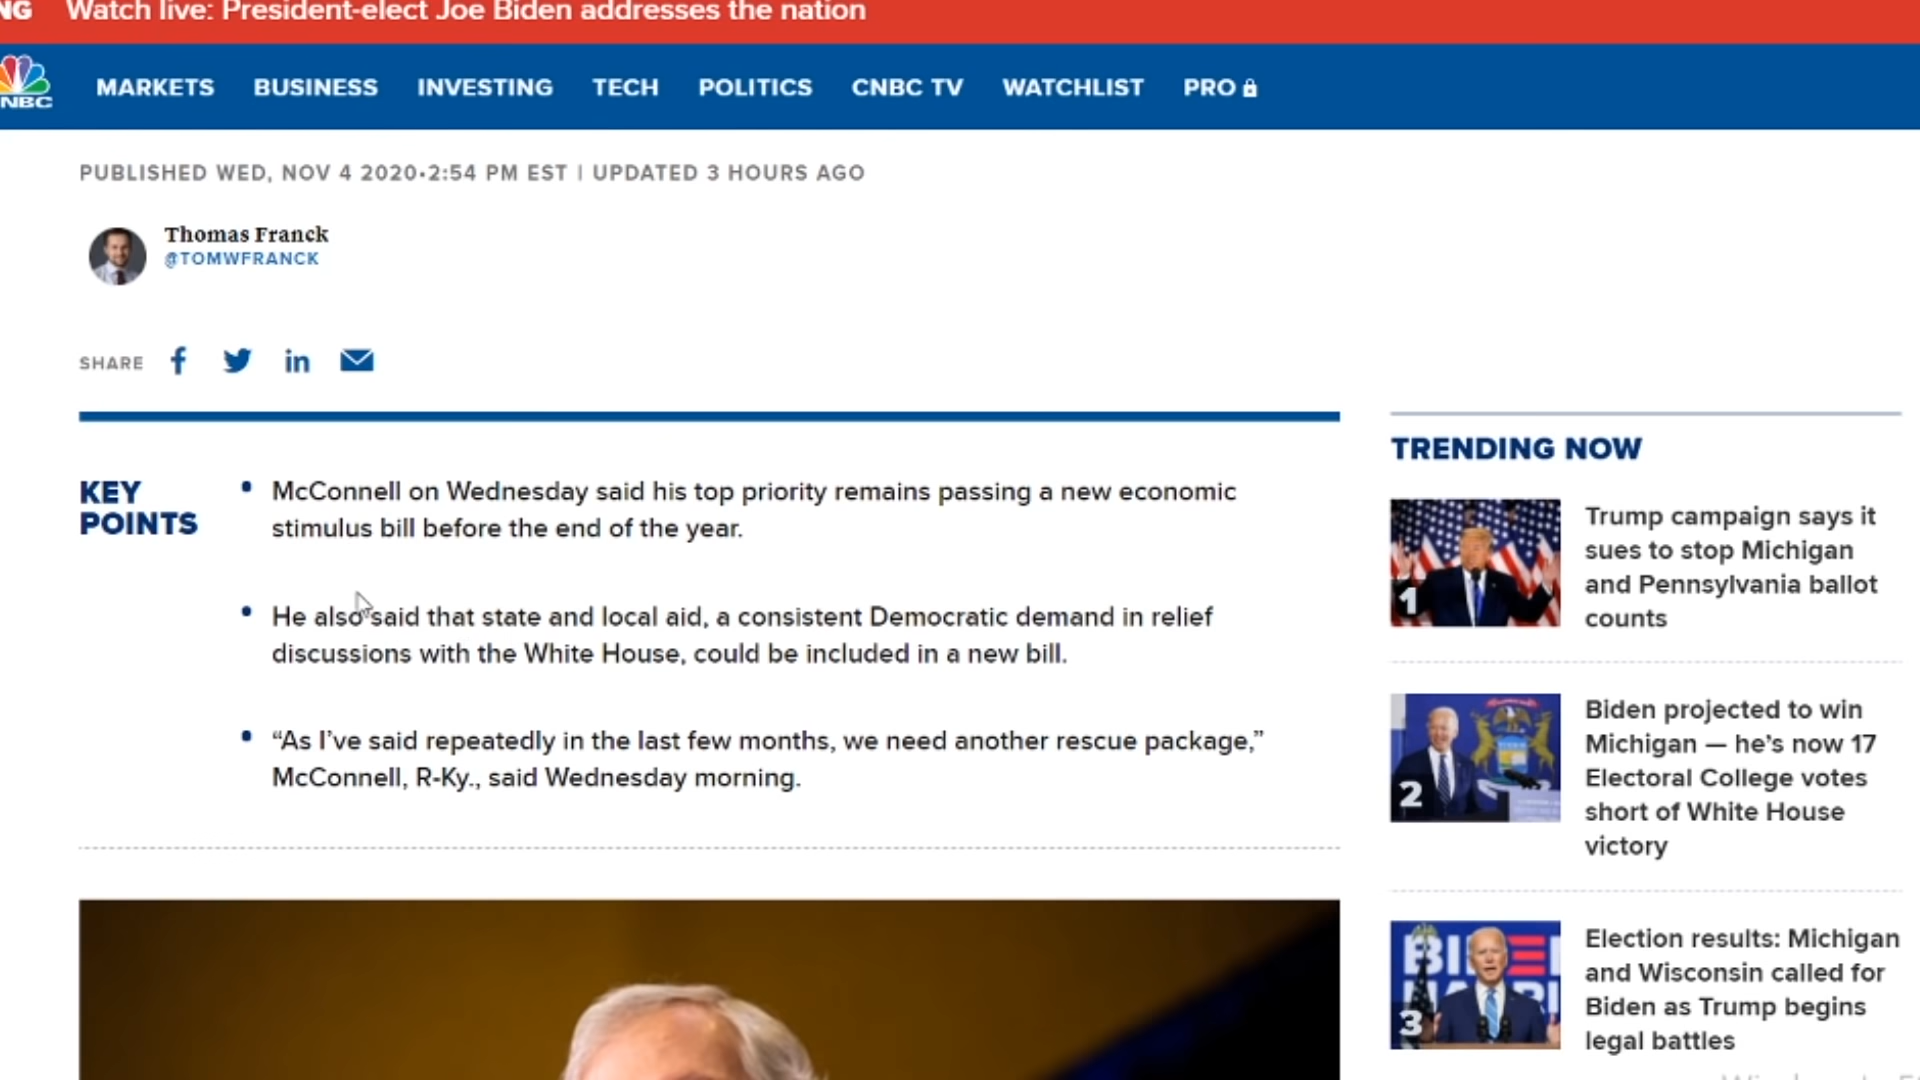 NG Watch live: President-elect Joe Biden addresses the nation
NBC MARKETS BUSINESS INVESTING TECH POLITICS CNBC TV WATCHLIST PRO
PUBLISHED WED, NOV 4 2020•2:54 PM EST | UPDATED 3 HOURS AGO
Thomas Franck
@TOMWFRANCK
SHARE
KEY
POINTS
• McConnell on Wednesday said his top priority remains passing a new economic
stimulus bill before the end of the year.
• He also said that state and local aid, a consistent Democratic demand in relief
discussions with the White House, could be included in a new bill.
• “As I’ve said repeatedly in the last few months, we need another rescue package,”
McConnell, R-Ky., said Wednesday morning.
TRENDING NOW
1
Trump campaign says it
sues to stop Michigan
and Pennsylvania ballot
counts
2
Biden projected to win
Michigan — he’s now 17
Electoral College votes
short of White House
victory
3
Election results: Michigan
and Wisconsin called for
Biden as Trump begins
legal battles